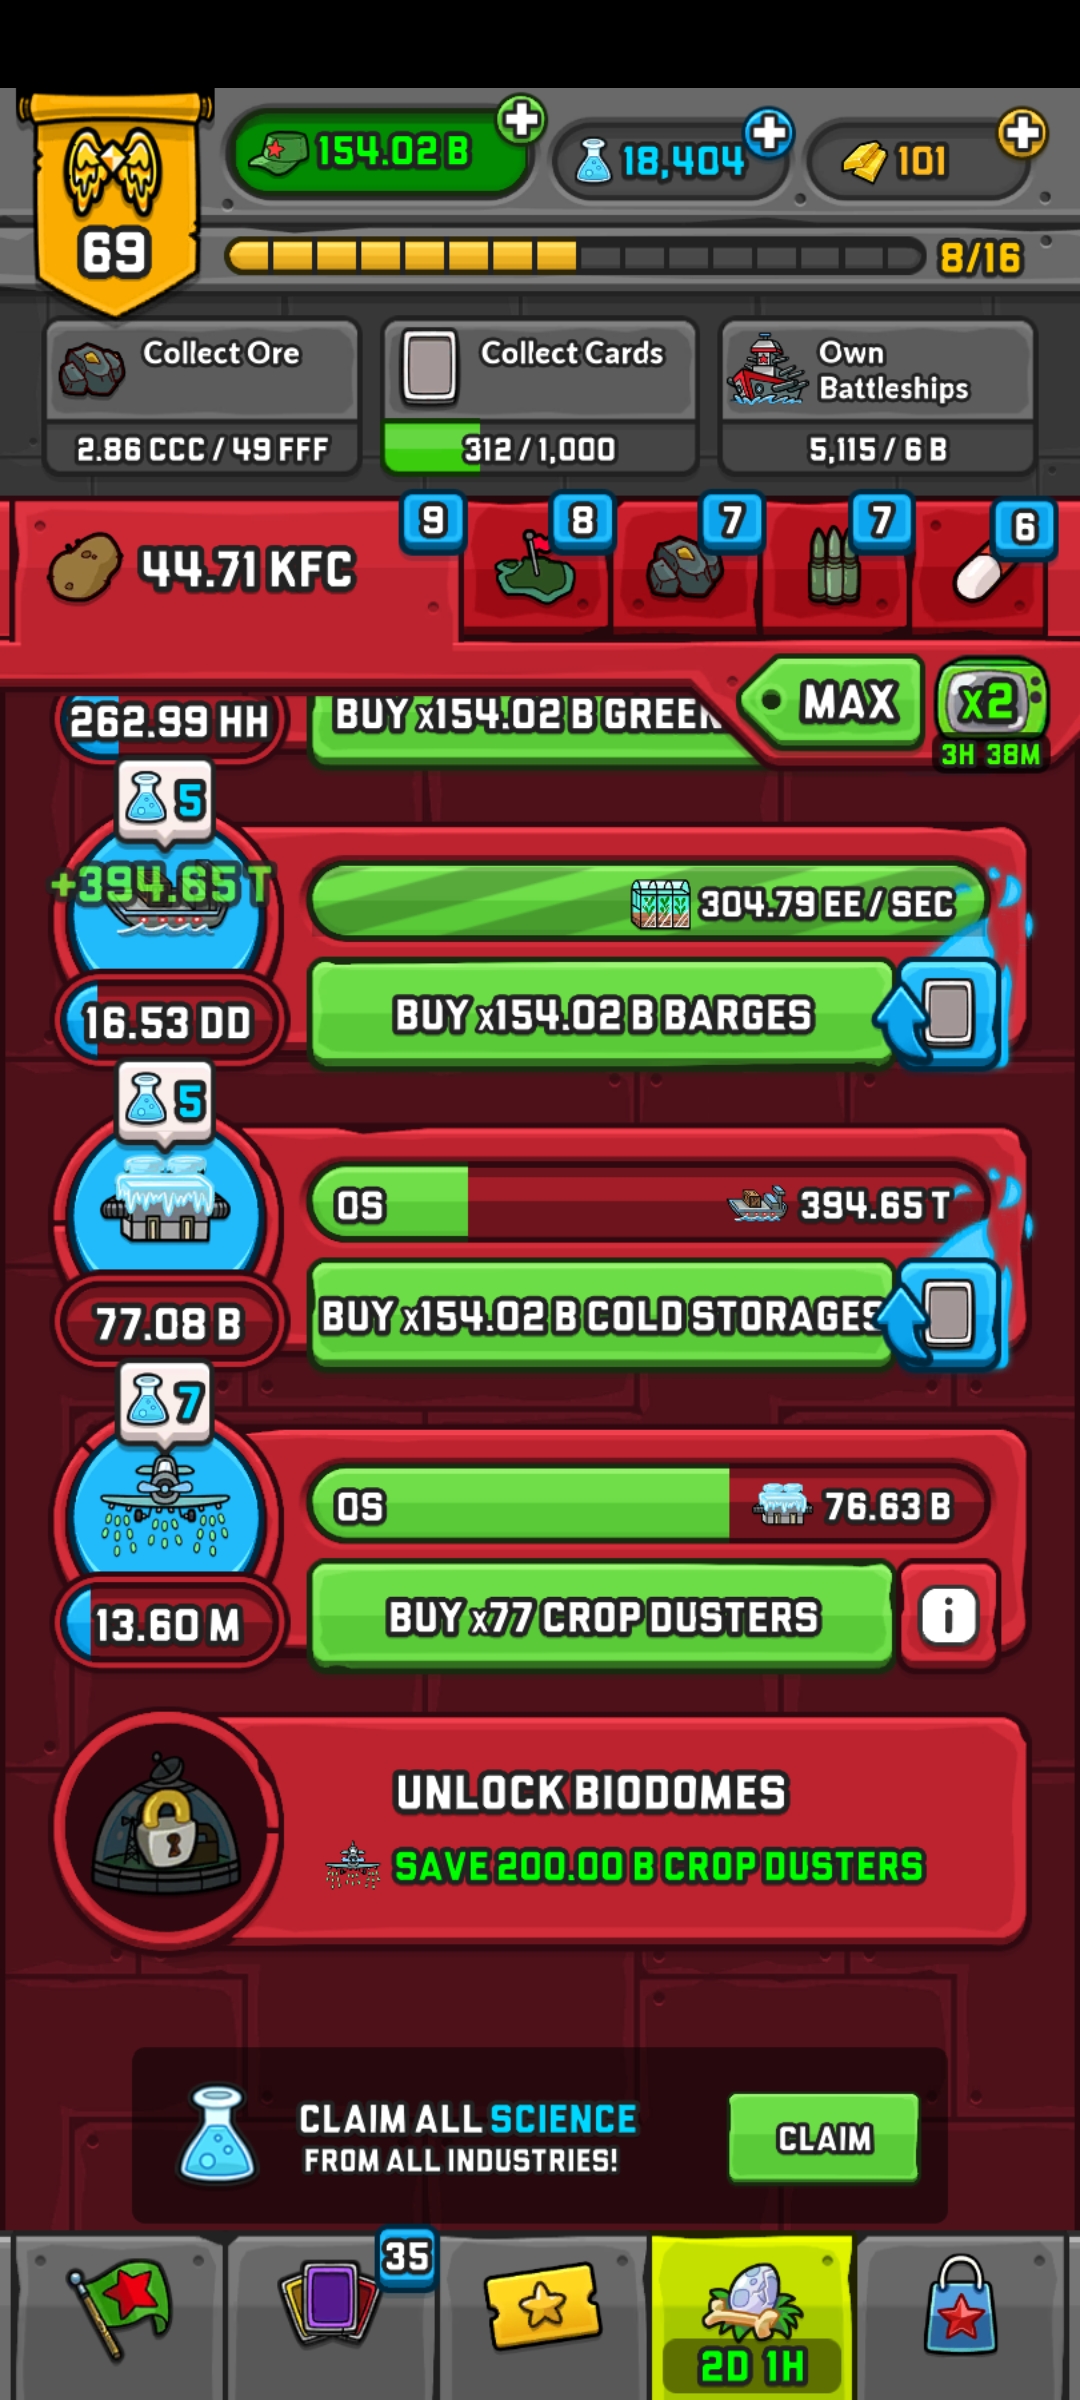 154.02 B
18,404
101
69
8/16
Collect Ore
2.86 CCC / 49 FFF
Collect Cards
312 / 1,000
Own
Battleships
5,115 / 6 B
44.71 KFC
9
8
7
7
6
262.99 HH
BUY x154.02 B GREEN
MAX
x2
3H 38M
5
+394.65 T
304.79 EE / SEC
16.53 DD
BUY x154.02 B BARGES
5
0S
394.65 T
77.08 B
BUY x154.02 B COLD STORAGES
7
0S
76.63 B
13.60 M
BUY x77 CROP DUSTERS
i
UNLOCK BIODOMES
SAVE 200.00 B CROP DUSTERS
CLAIM ALL SCIENCE
FROM ALL INDUSTRIES!
CLAIM
35
2D 1H